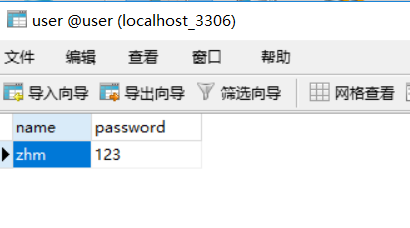 user @user (localhost_3306)
文件 编辑 查看 窗口 帮助
导入向导 导出向导 筛选向导 网格查看
name password
zhm 123